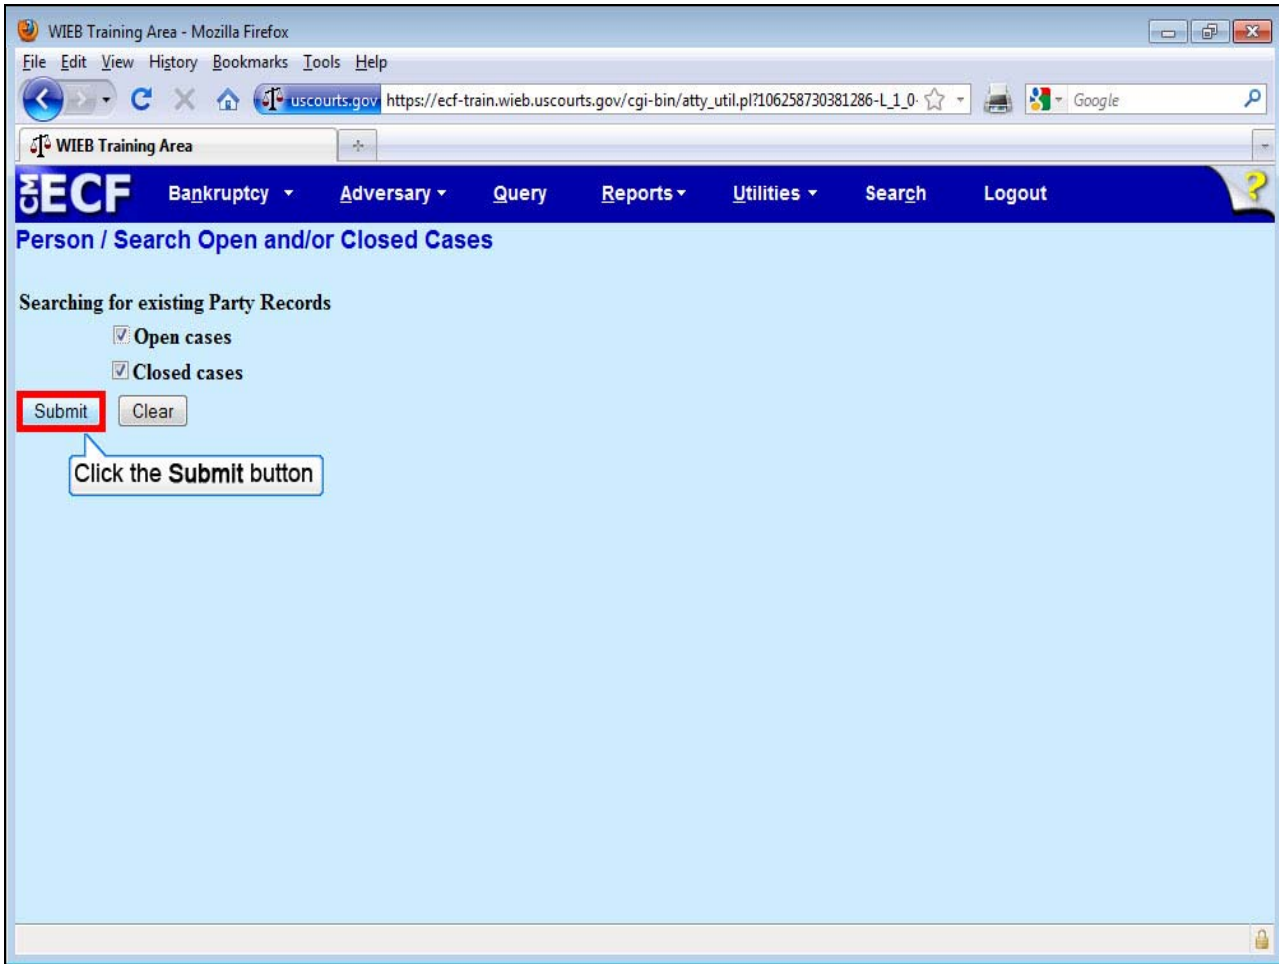 WIEB Training Area - Mozilla Firefox
File Edit View History Bookmarks Tools Help
uscourts.gov https://ecf-train.wieb.uscourts.gov/cgi-bin/atty_util.pl?106258730381286-L_1_0- Google
WIEB Training Area
CM ECF Bankruptcy Adversary Query Reports Utilities Search Logout ?
Person / Search Open and/or Closed Cases
Searching for existing Party Records
Open cases
Closed cases
Submit Clear
Click the Submit button